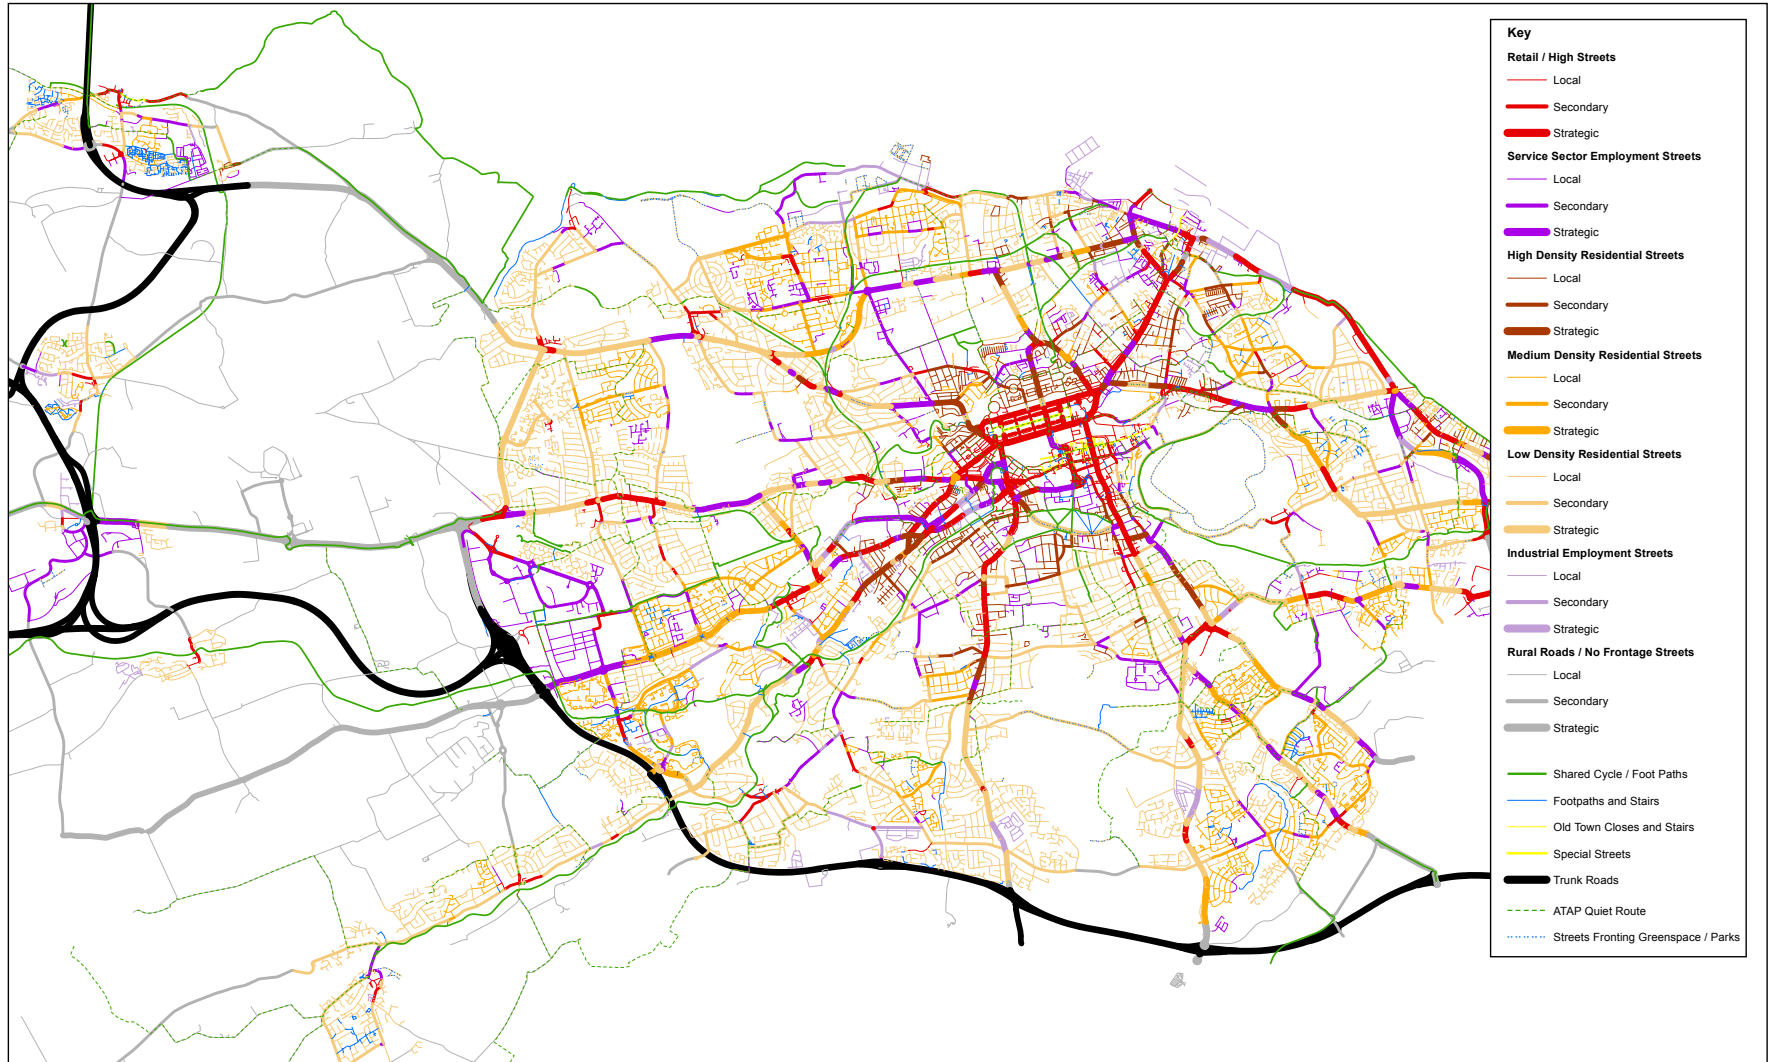 Key
Retail / High Streets
Local
Secondary
Strategic
Service Sector Employment Streets
Local
Secondary
Strategic
High Density Residential Streets
Local
Secondary
Strategic
Medium Density Residential Streets
Local
Secondary
Strategic
Low Density Residential Streets
Local
Secondary
Strategic
Industrial Employment Streets
Local
Secondary
Strategic
Rural Roads / No Frontage Streets
Local
Secondary
Strategic
Shared Cycle / Foot Paths
Footpaths and Stairs
Old Town Closes and Stairs
Special Streets
Trunk Roads
ATAP Quiet Route
Streets Fronting Greenspace / Parks